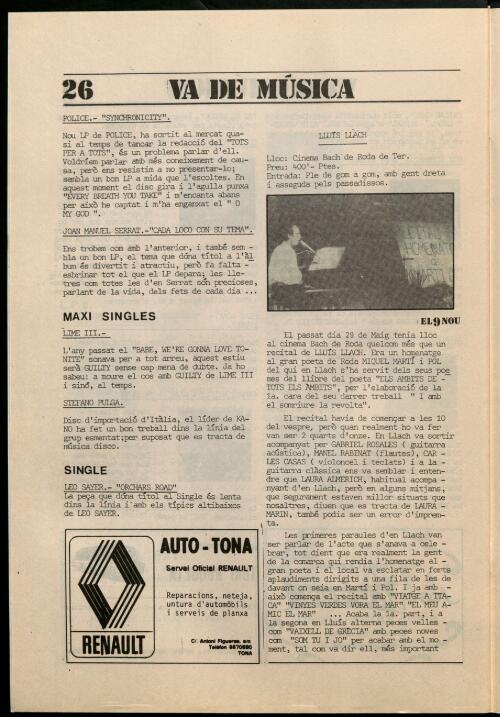 26 VA DE MÚSICA
POLICE.- "SYNCHRONICITY".
Nou LP de POLICE, ha sortit al mercat qua-
si al temps de tancar la redacció del "TOTS
PER A TOTS", és un problema parlar d'ell.
Voldríem parlar amb més coneixement de cau-
sa, però ens resistim a no presentar-lo;
sembla un bon LP a mida que l'escoltes. En
aquest moment el disc gira i l'agulla punxa
"EVERY BREATH YOU TAKE" i m'encanta abans
per això he captat i m'ha enganxat el " O
MY GOD ".
JOAN MANUEL SERRAT.-"CADA LOCO CON SU TEMA".
Ens trobem com amb l'anterior, i també sem -
bla un bon LP, el tema que dóna títol a l'àl
bum és divertit i atractiu, però fa falta -
esbrinar tot el que el LP depara; les lle-
tres com totes les d'en Serrat són precioses,
parlant de la vida, dels fets de cada dia ...
MAXI SINGLES
LIME III.-
L'any passat el "BABE, WE'RE GONNA LOVE TO-
NITE" sonava per a tot arreu, aquest estiu
serà GUILTY sense cap mena de dubte. Ja ho
sabeu: a moure el cos amb GUILTY de LIME III
i sinó, al temps.
STEFANO PULGA.
Disc d'importació d'Itàlia, el líder de KA-
NO ha fet un bon treball dins la línia del
grup esmentat;per suposat que es tracta de
música disco.
SINGLE
LEO SAYER.- "ORCHARS ROAD"
La peça que dóna títol al Single és lenta
dins la línia i amb els típics altibaixos
de LEO SAYER.
AUTO - TONA
Servei Oficial RENAULT
Reparacions, neteja,
untura d'automòbils
i serveis de planxa
RENAULT
C/ Antoni Figueras, s/n
Telèfon 8870680
TONA
LLUÍS LLACH
Lloc: Cinema Bach de Roda de Ter.
Preu: 400'- Ptes.
Entrada: Ple de gom a gom, amb gent dreta
i asseguda pels passadissos.
HOMENATGE
MARTÍ
EL 9 NOU
El passat dia 29 de Maig tenia lloc
al cinema Bach de Roda quelcom més que un
recital de LLUÍS LLACH. Era un homenatge
al gran poeta de Roda MIQUEL MARTÍ I POL
del qui en Llach s'ha servit dels seus poe
mes del llibre del poeta "ELS ÀMBITS DE -
TOTS ELS ÀMBITS", per l'elaboració de la
1a. cara del seu darrer treball " I amb
el somriure la revolta".
El recital havia de començar a les 10
del vespre, però quan realment ho va fer
van ser 2 quarts d'onze. En Llach va sortir
acompanyat per GABRIEL ROSALES ( guitarra
acústica), MANEL RABINAT (flautes), CAR -
LES CASAS ( violoncel i teclats) i a la -
guitarra clàssica ens va semblar i enten-
dre que LAURA ALMERICH, habitual acompa -
nyant d'en Llach, però en alguns mitjans,
que segurament estaven millor situats que
nosaltres, diuen que es tracta de LAURA -
MARIN, també podia ser un error d'imprem-
ta.
Les primeres paraules d'en Llach van
ser parlar de l'acte que s'anava a cele -
brar, tot dient que era realment la gent
de la comarca qui rendia l'homenatge al -
gran poeta i el local va esclatar en forts
aplaudiments dirigits a una fila de les de
davant on seia en Martí i Pol. I ja amb -
això comença el recital amb "VIATGE A ITA-
CA" "VINYES VERDES VORA EL MAR" "EL MEU A-
MIC EL MAR" ... Acaba la 1a. part, i a
la segona en Lluís alterna peces velles -
com "VAIXELL DE GRÈCIA" amb peces noves
com "SOM TU I JO" per acabar amb el mo -
ment, tal com va dir ell, més important